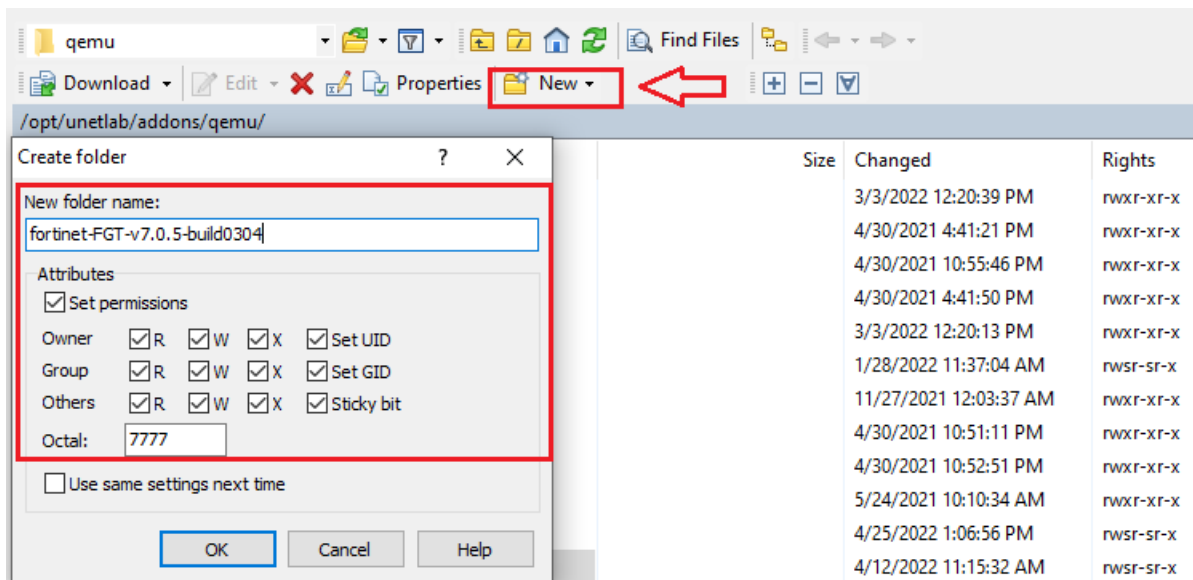 qemu Find Files
Download Edit Properties New
/opt/unetlab/addons/qemu/
Create folder ? X
New folder name:
fortinet-FGT-v7.0.5-build0304
Attributes
Set permissions
Owner R W X Set UID
Group R W X Set GID
Others R W X Sticky bit
Octal: 7777
Use same settings next time
OK Cancel Help
Size Changed Rights
3/3/2022 12:20:39 PM rwxr-xr-x
4/30/2021 4:41:21 PM rwxr-xr-x
4/30/2021 10:55:46 PM rwxr-xr-x
4/30/2021 4:41:50 PM rwxr-xr-x
3/3/2022 12:20:13 PM rwxr-xr-x
1/28/2022 11:37:04 AM rwsr-sr-x
11/27/2021 12:03:37 AM rwxr-xr-x
4/30/2021 10:51:11 PM rwxr-xr-x
4/30/2021 10:52:51 PM rwxr-xr-x
5/24/2021 10:10:34 AM rwxr-xr-x
4/25/2022 1:06:56 PM rwsr-sr-x
4/12/2022 11:15:32 AM rwsr-sr-x